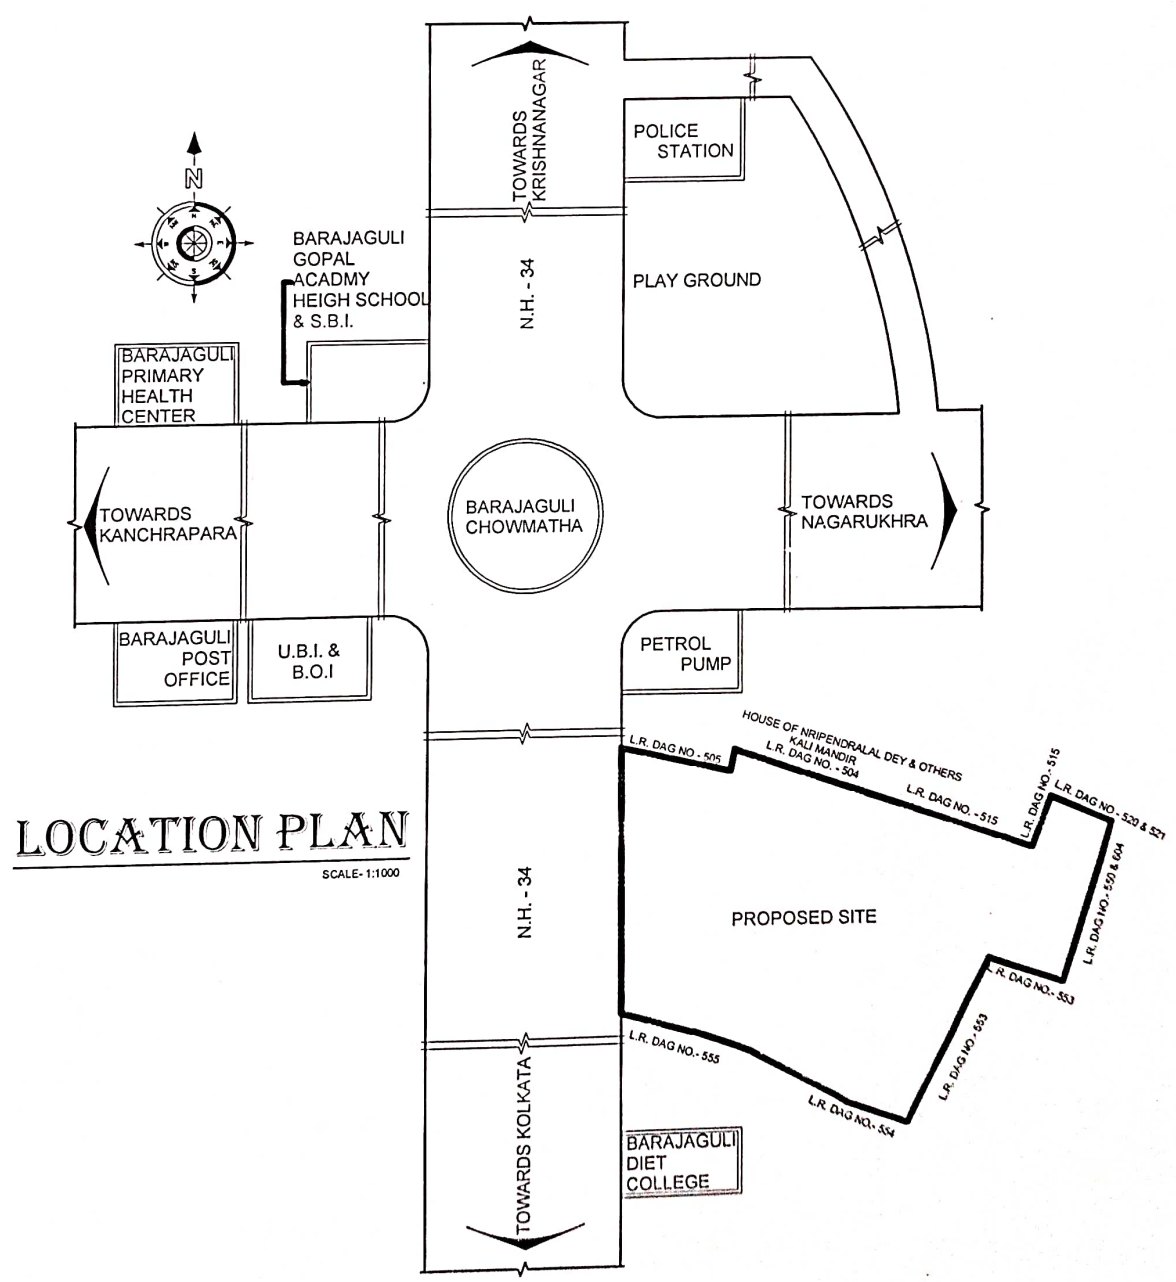 TOWARDS
KRISHNANAGAR
POLICE
STATION
N
BARAJAGULI
GOPAL
ACADMY
HEIGH SCHOOL
& S.B.I.
N.H. - 34
PLAY GROUND
BARAJAGULI
PRIMARY
HEALTH
CENTER
TOWARDS
KANCHRAPARA
BARAJAGULI
CHOWMATHA
TOWARDS
NAGARUKHRA
BARAJAGULI
POST
OFFICE
U.B.I. &
B.O.I
PETROL
PUMP
L.R. DAG NO - 505
HOUSE OF NRIPENDRALAL DEY & OTHERS
KALI MANDIR
L.R. DAG NO. - 504
L.R. DAG NO. - 515
L.R. DAG NO.- 515
L.R. DAG NO - 520 & 521
L.R. DAG NO.- 550 & 604
LOCATION PLAN
SCALE- 1:1000
N.H. - 34
PROPOSED SITE
L.R. DAG NO.- 553
L.R. DAG NO.- 553
L.R. DAG NO.- 555
L.R. DAG NO.- 554
TOWARDS KOLKATA
BARAJAGULI
DIET
COLLEGE